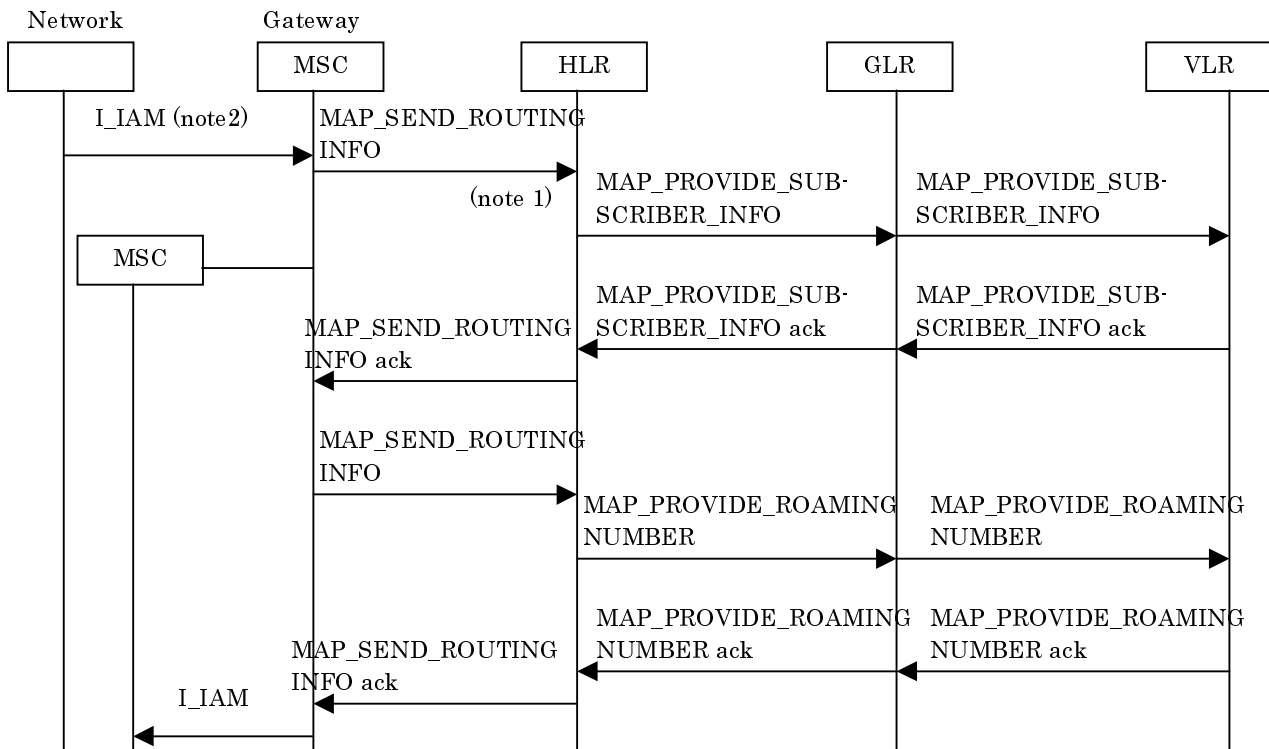 Network
Gateway
MSC
HLR
GLR
VLR
I_IAM (note2)
MAP_SEND_ROUTING
INFO
(note 1)
MAP_PROVIDE_SUB-
SCRIBER_INFO
MAP_PROVIDE_SUB-
SCRIBER_INFO
MSC
MAP_PROVIDE_SUB-
SCRIBER_INFO ack
MAP_PROVIDE_SUB-
SCRIBER_INFO ack
MAP_SEND_ROUTING
INFO ack
MAP_SEND_ROUTING
INFO
MAP_PROVIDE_ROAMING
NUMBER
MAP_PROVIDE_ROAMING
NUMBER
MAP_PROVIDE_ROAMING
NUMBER ack
MAP_PROVIDE_ROAMING
NUMBER ack
MAP_SEND_ROUTING
INFO ack
I_IAM